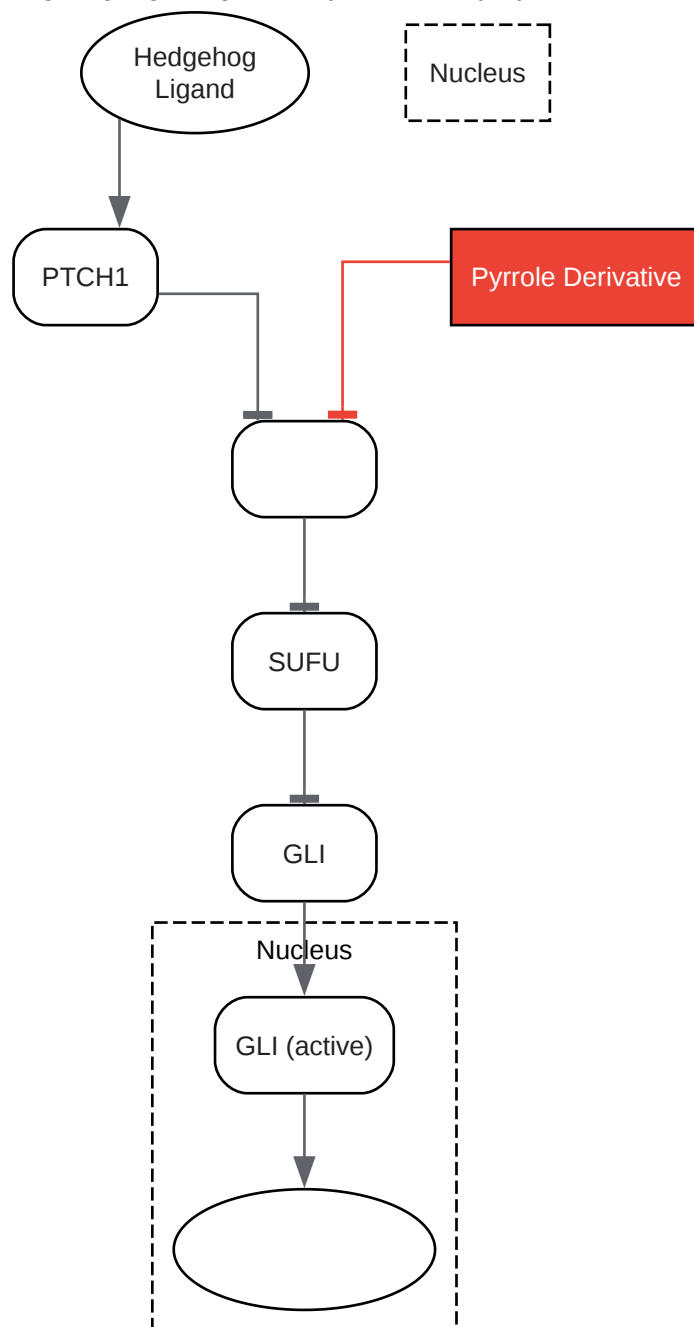 Hedgehog
Ligand
Nucleus
PTCH1
Pyrrole Derivative
SUFU
GLI
Nucleus
GLI (active)